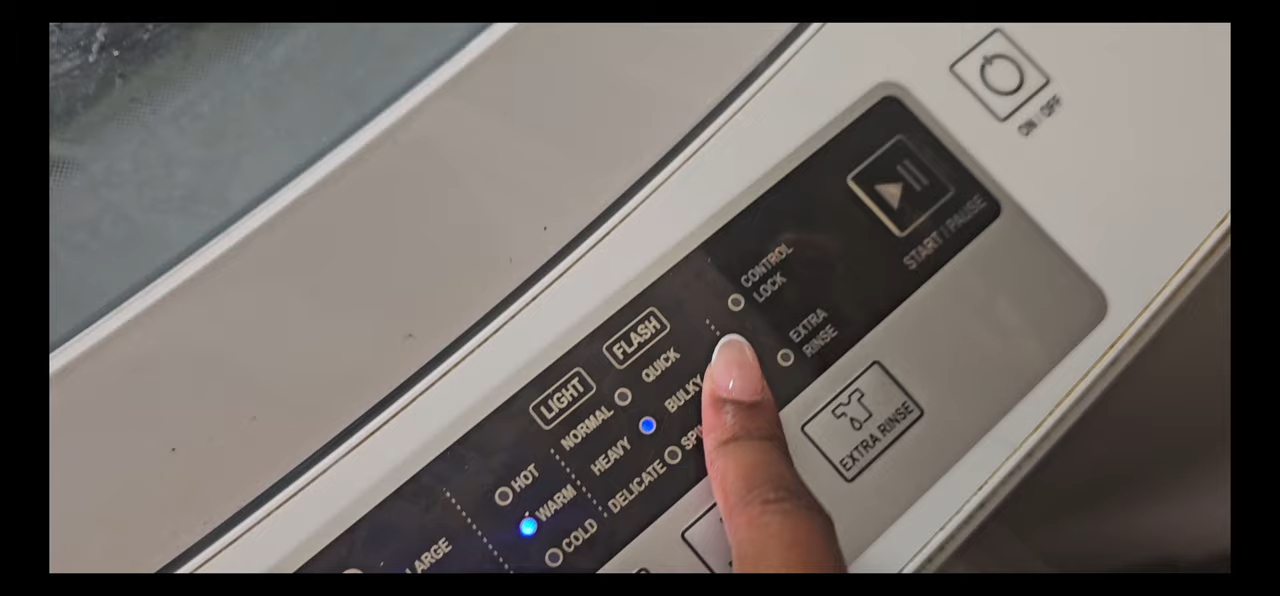 ON / OFF
START / PAUSE
CONTROL
LOCK
EXTRA
RINSE
EXTRA RINSE
FLASH
LIGHT
QUICK
NORMAL
BULKY
HEAVY
DELICATE
HOT
WARM
COLD